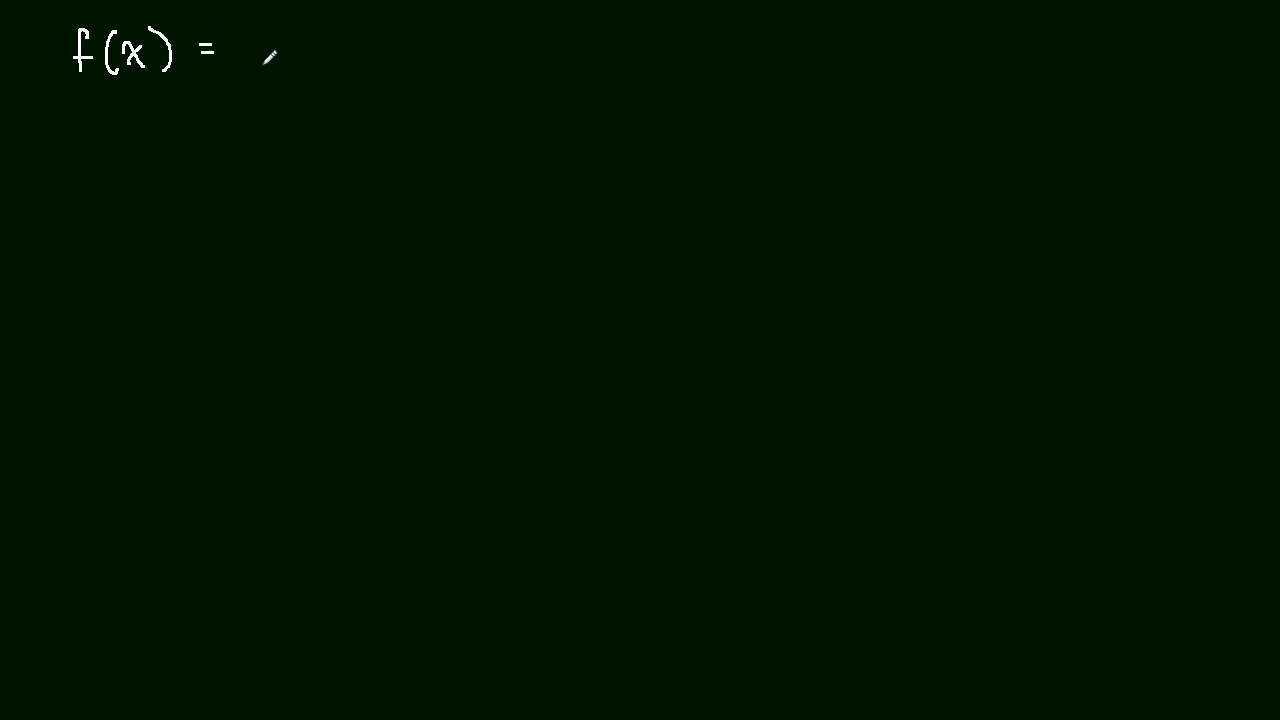 f(x) =